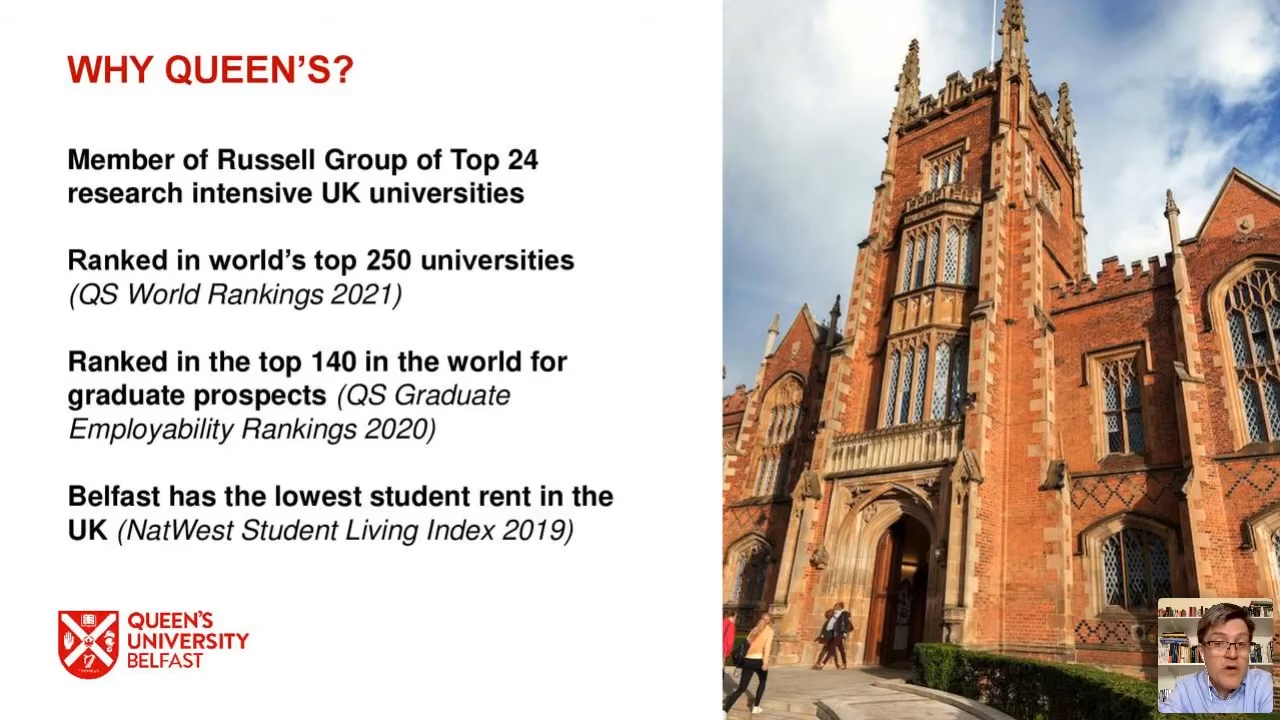 WHY QUEEN'S?
Member of Russell Group of Top 24
research intensive UK universities
Ranked in world's top 250 universities
(QS World Rankings 2021)
Ranked in the top 140 in the world for
graduate prospects (QS Graduate
Employability Rankings 2020)
Belfast has the lowest student rent in the
UK (NatWest Student Living Index 2019)
QUEEN'S
UNIVERSITY
BELFAST